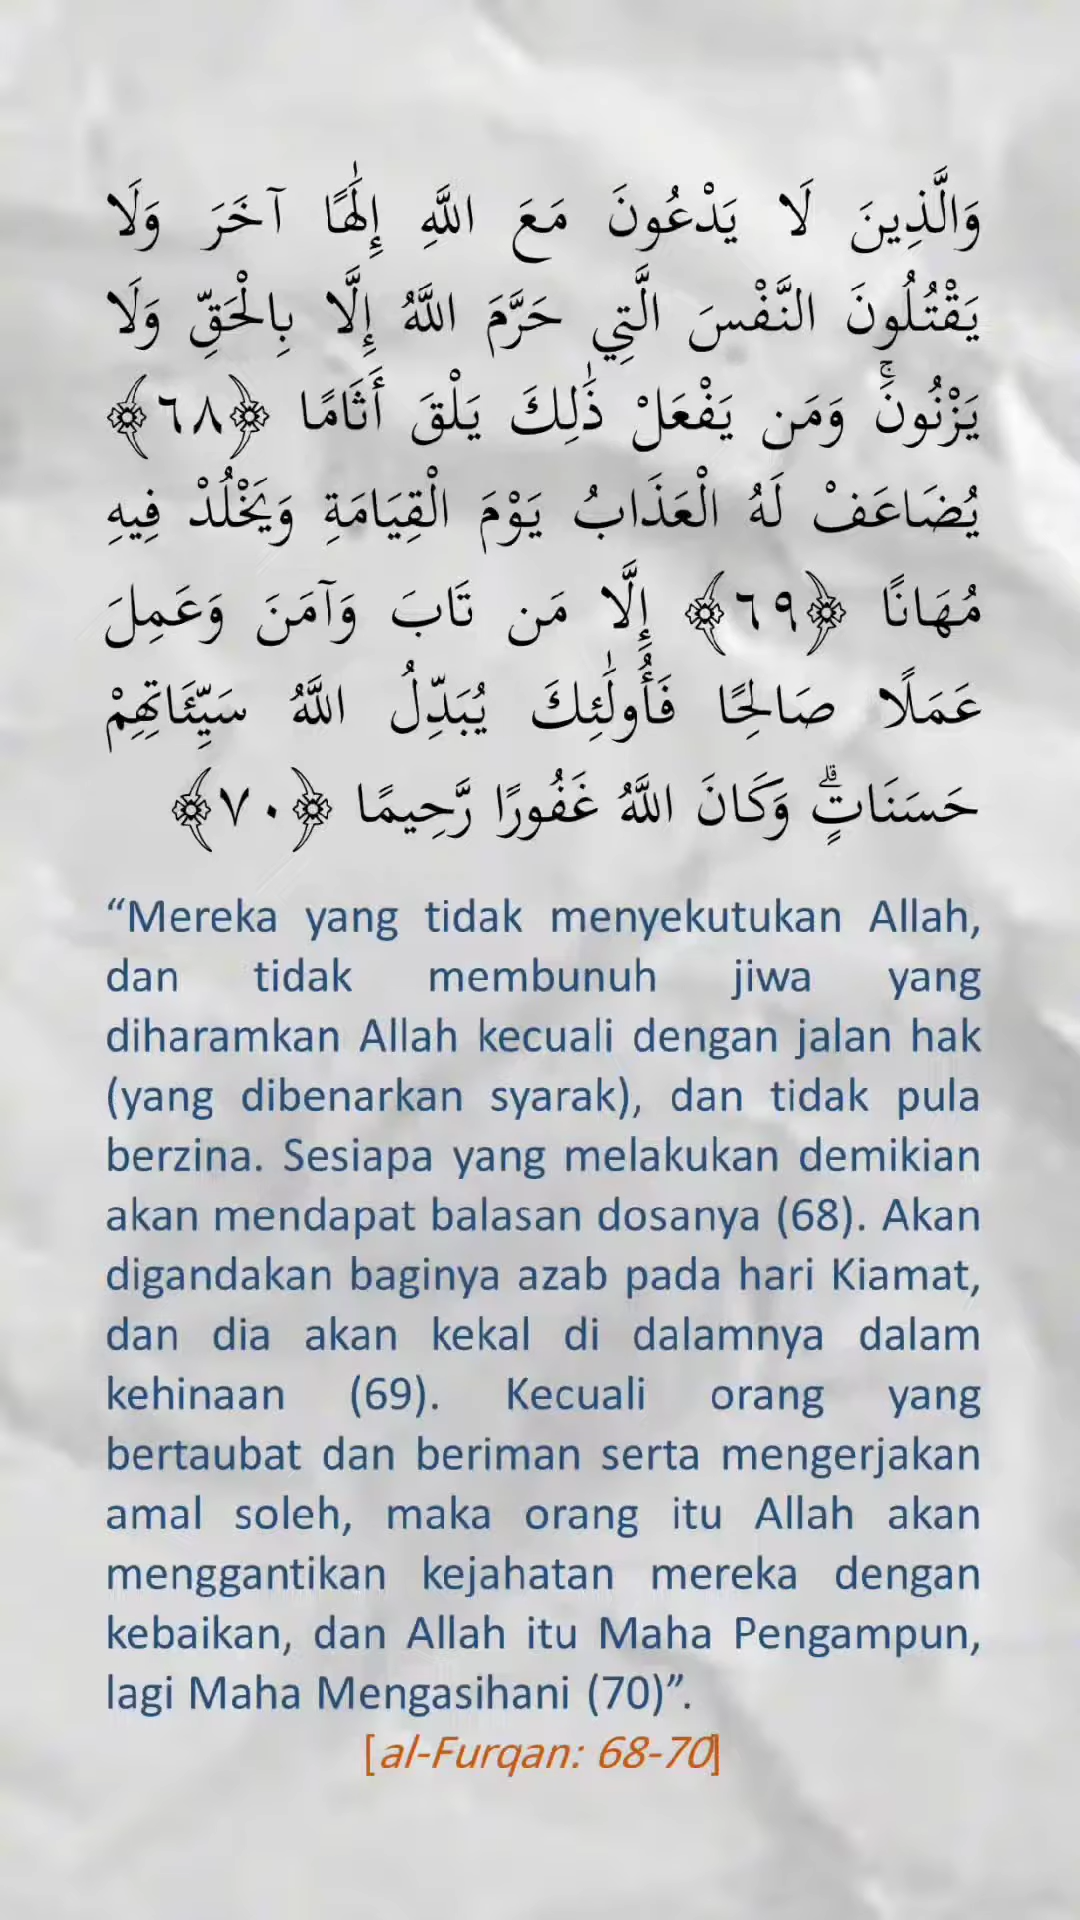 وَالَّذِينَ لَا يَدْعُونَ مَعَ اللَّهِ إِلَٰهًا آخَرَ وَلَا
يَقْتُلُونَ النَّفْسَ الَّتِي حَرَّمَ اللَّهُ إِلَّا بِالْحَقِّ وَلَا
يَزْنُونَ ۚ وَمَن يَفْعَلْ ذَٰلِكَ يَلْقَ أَثَامًا ﴿٦٨﴾
يُضَاعَفْ لَهُ الْعَذَابُ يَوْمَ الْقِيَامَةِ وَيَخْلُدْ فِيهِ
مُهَانًا ﴿٦٩﴾ إِلَّا مَن تَابَ وَآمَنَ وَعَمِلَ
عَمَلًا صَالِحًا فَأُولَٰئِكَ يُبَدِّلُ اللَّهُ سَيِّئَاتِهِمْ
حَسَنَاتٍ ۗ وَكَانَ اللَّهُ غَفُورًا رَّحِيمًا ﴿٧٠﴾
“Mereka yang tidak menyekutukan Allah,
dan tidak membunuh jiwa yang
diharamkan Allah kecuali dengan jalan hak
(yang dibenarkan syarak), dan tidak pula
berzina. Sesiapa yang melakukan demikian
akan mendapat balasan dosanya (68). Akan
digandakan baginya azab pada hari Kiamat,
dan dia akan kekal di dalamnya dalam
kehinaan (69). Kecuali orang yang
bertaubat dan beriman serta mengerjakan
amal soleh, maka orang itu Allah akan
menggantikan kejahatan mereka dengan
kebaikan, dan Allah itu Maha Pengampun,
lagi Maha Mengasihani (70)”.
[al-Furqan: 68-70]